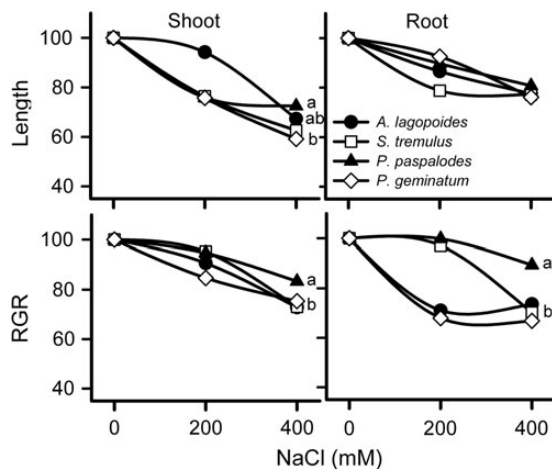 Shoot Root
100
80
60
40
Length
a
ab
b
A. lagopoides
S. tremulus
P. paspalodes
P. geminatum
100
80
60
40
RGR
a
b
a
b
0 200 400 0 200 400
NaCl (mM)